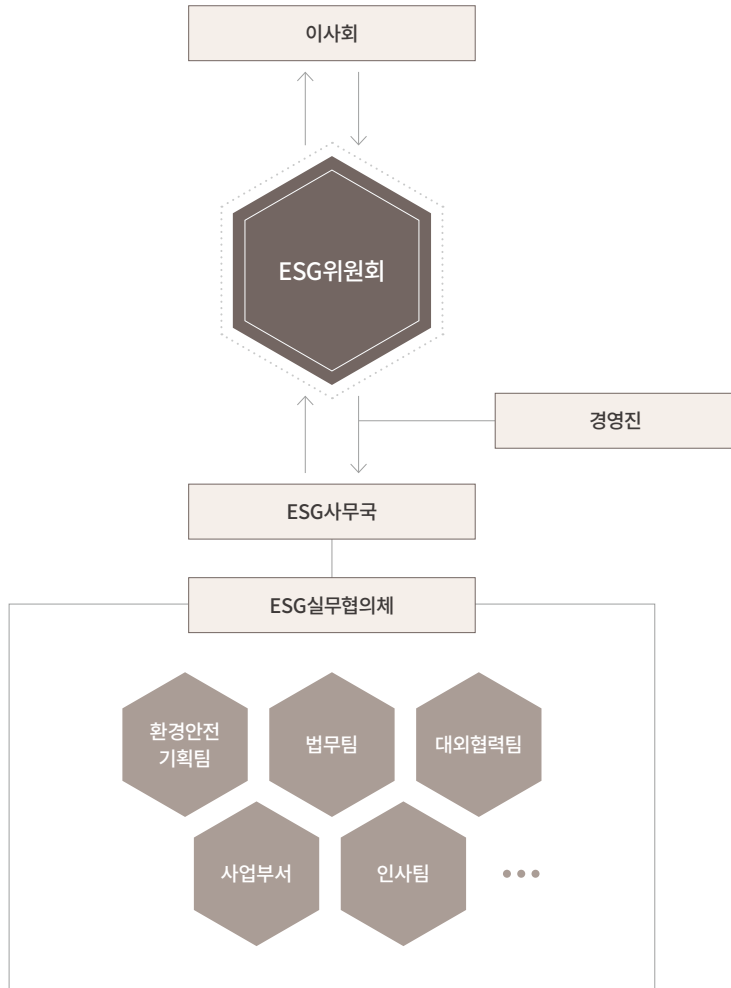 이사회
ESG위원회
경영진
ESG사무국
ESG실무협의체
환경안전
기획팀
법무팀
대외협력팀
사업부서
인사팀
•••